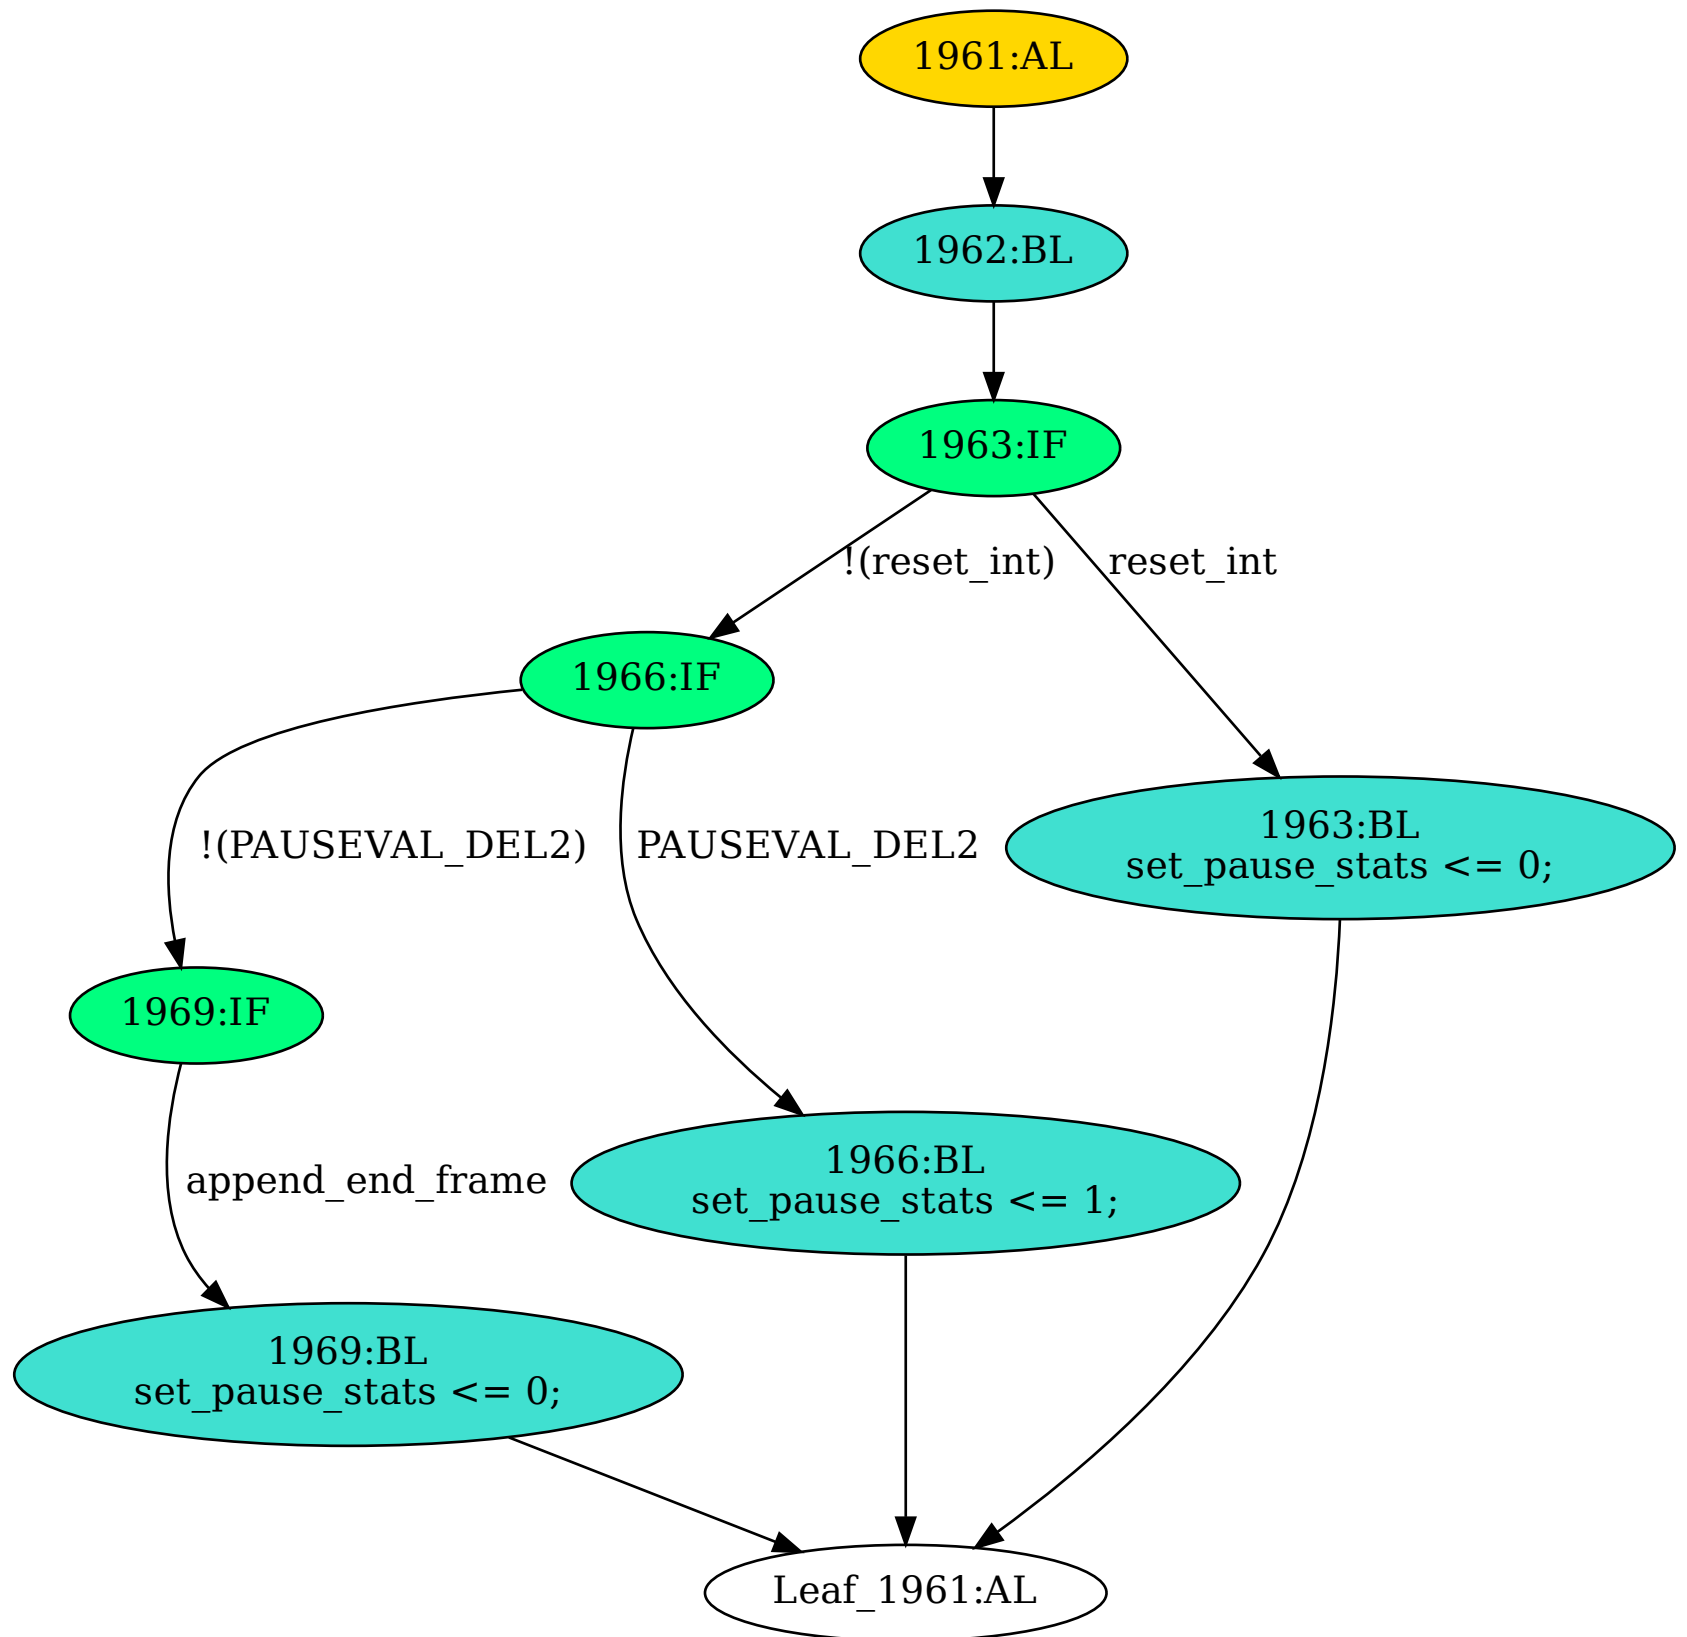 1961:AL
1962:BL
1963:IF
!(reset_int)
reset_int
1966:IF
!(PAUSEVAL_DEL2)
PAUSEVAL_DEL2
1963:BL
set_pause_stats <= 0;
1969:IF
append_end_frame
1966:BL
set_pause_stats <= 1;
1969:BL
set_pause_stats <= 0;
Leaf_1961:AL